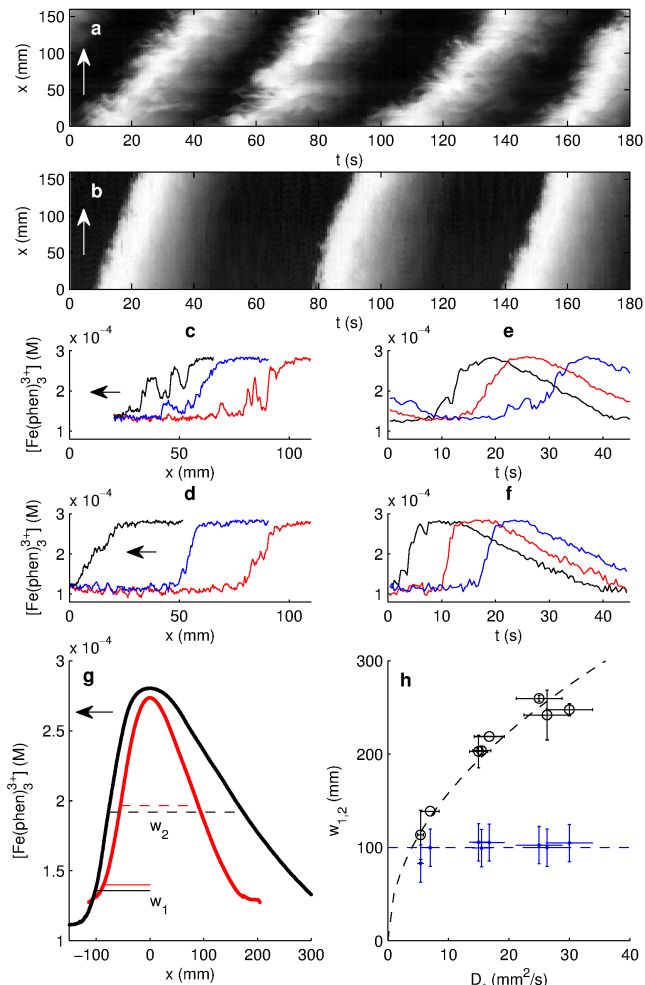 a
x (mm)
150
100
50
0
0 20 40 60 80 100 120 140 160 180
t (s)
b
x (mm)
150
100
50
0
0 20 40 60 80 100 120 140 160 180
t (s)
c
x 10⁻⁴
[Fe(phen)₃³⁺] (M)
3
2
1
0 50 100
x (mm)
e
x 10⁻⁴
3
2
1
0 10 20 30 40
t (s)
d
x 10⁻⁴
[Fe(phen)₃³⁺] (M)
3
2
1
0 50 100
x (mm)
f
x 10⁻⁴
3
2
1
0 10 20 30 40
t (s)
g
x 10⁻⁴
[Fe(phen)₃³⁺] (M)
3
2.5
2
1.5
1
w₂
w₁
−100 0 100 200 300
x (mm)
h
w₁,₂ (mm)
300
200
100
0
0 10 20 30 40
(mm²/s)